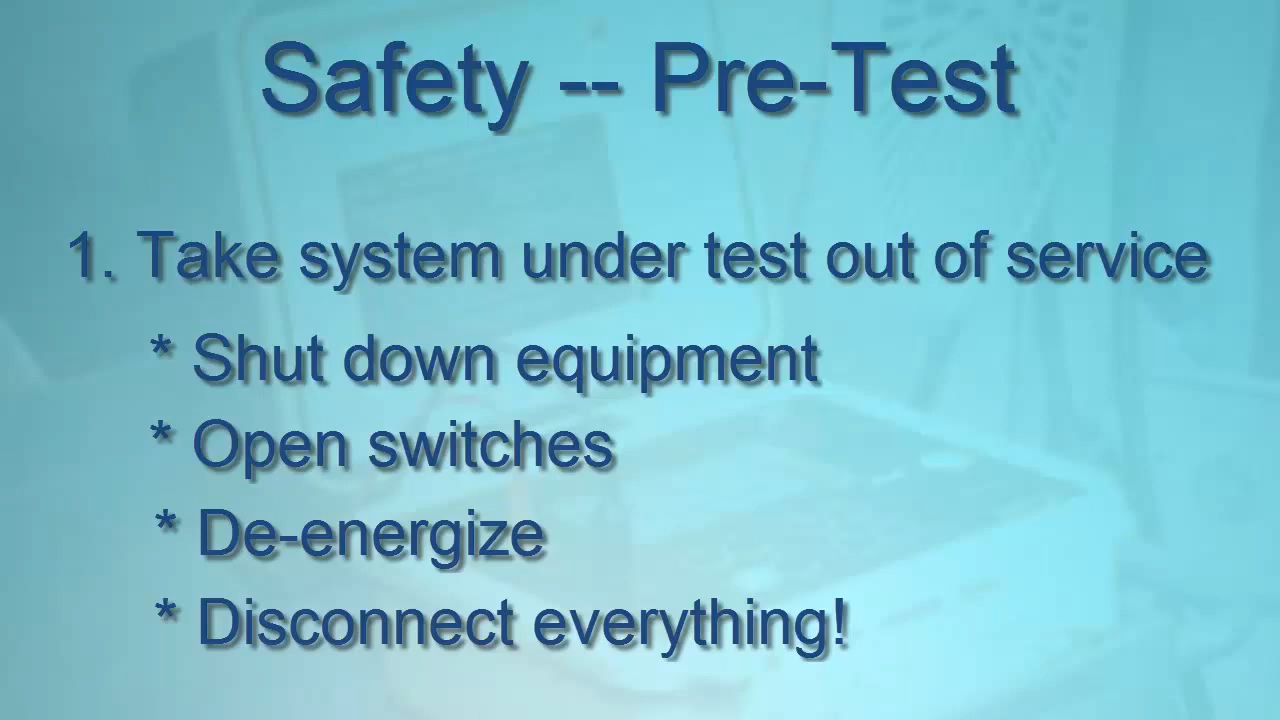 Safety -- Pre-Test
1. Take system under test out of service
* Shut down equipment
* Open switches
* De-energize
* Disconnect everything!